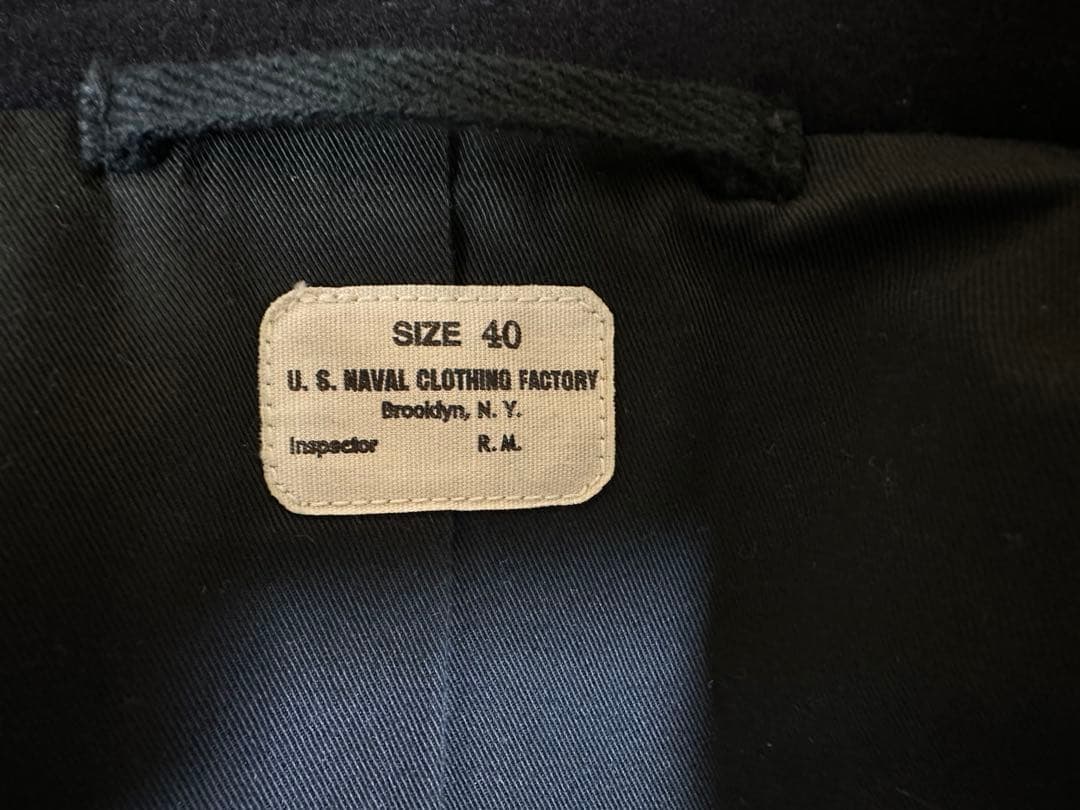 SIZE 40
U. S. NAVAL CLOTHING FACTORY
Brooklyn, N. Y.
Inspector R. M.